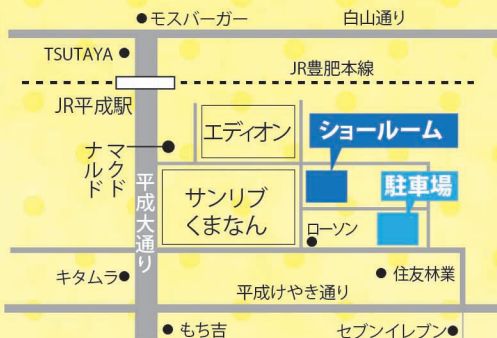 モスバーガー
白山通り
TSUTAYA
JR豊肥本線
JR平成駅
エディオン
ショールーム
マクド
ナルド
平成大通り
サンリブ
くまなん
駐車場
ローソン
キタムラ
住友林業
平成けやき通り
もち吉
セブンイレブン